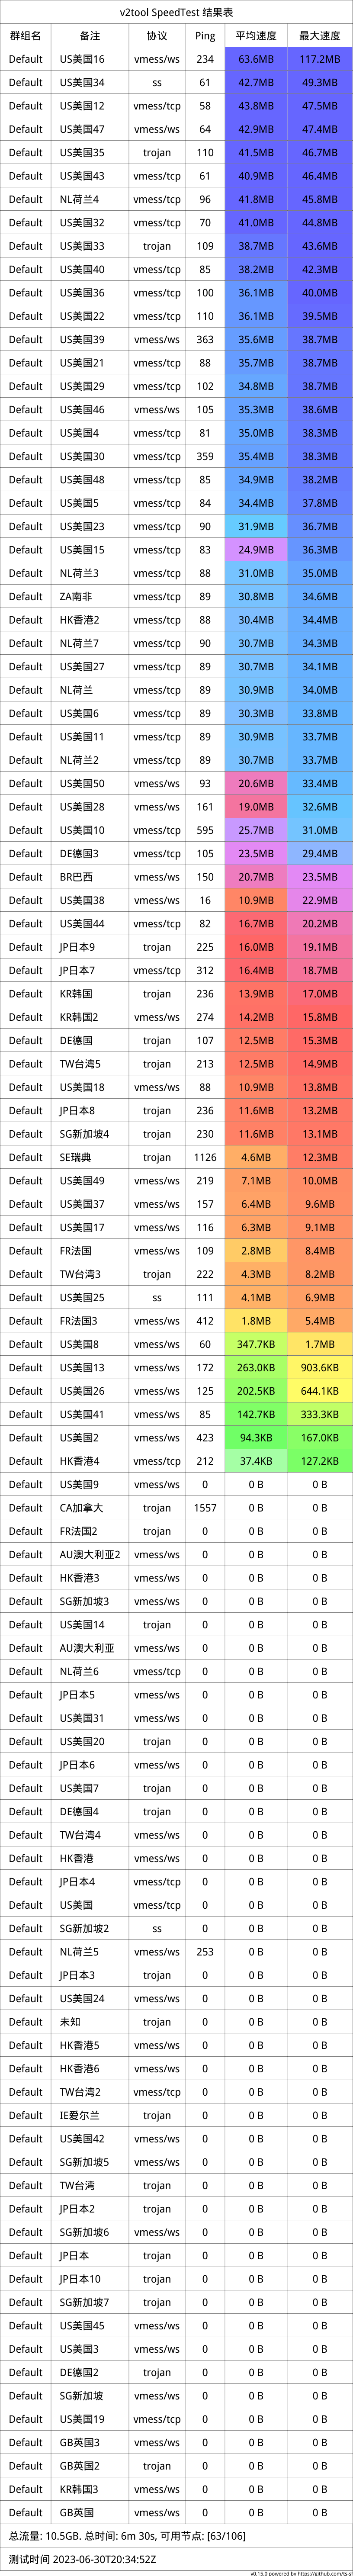 v2tool SpeedTest 结果表
群组名 备注 协议 Ping 平均速度 最大速度
Default US美国16 vmess/ws 234 63.6MB 117.2MB
Default US美国34 ss 61 42.7MB 49.3MB
Default US美国12 vmess/tcp 58 43.8MB 47.5MB
Default US美国47 vmess/ws 64 42.9MB 47.4MB
Default US美国35 trojan 110 41.5MB 46.7MB
Default US美国43 vmess/tcp 61 40.9MB 46.4MB
Default NL荷兰4 vmess/tcp 96 41.8MB 45.8MB
Default US美国32 vmess/tcp 70 41.0MB 44.8MB
Default US美国33 trojan 109 38.7MB 43.6MB
Default US美国40 vmess/tcp 85 38.2MB 42.3MB
Default US美国36 vmess/tcp 100 36.1MB 40.0MB
Default US美国22 vmess/tcp 110 36.1MB 39.5MB
Default US美国39 vmess/ws 363 35.6MB 38.7MB
Default US美国21 vmess/tcp 88 35.7MB 38.7MB
Default US美国29 vmess/tcp 102 34.8MB 38.7MB
Default US美国46 vmess/ws 105 35.3MB 38.6MB
Default US美国4 vmess/tcp 81 35.0MB 38.3MB
Default US美国30 vmess/tcp 359 35.4MB 38.3MB
Default US美国48 vmess/tcp 85 34.9MB 38.2MB
Default US美国5 vmess/tcp 84 34.4MB 37.8MB
Default US美国23 vmess/tcp 90 31.9MB 36.7MB
Default US美国15 vmess/tcp 83 24.9MB 36.3MB
Default NL荷兰3 vmess/tcp 88 31.0MB 35.0MB
Default ZA南非 vmess/tcp 89 30.8MB 34.6MB
Default HK香港2 vmess/tcp 88 30.4MB 34.4MB
Default NL荷兰7 vmess/tcp 90 30.7MB 34.3MB
Default US美国27 vmess/tcp 89 30.7MB 34.1MB
Default NL荷兰 vmess/tcp 89 30.9MB 34.0MB
Default US美国6 vmess/tcp 89 30.3MB 33.8MB
Default US美国11 vmess/tcp 89 30.9MB 33.7MB
Default NL荷兰2 vmess/tcp 89 30.7MB 33.7MB
Default US美国50 vmess/ws 93 20.6MB 33.4MB
Default US美国28 vmess/ws 161 19.0MB 32.6MB
Default US美国10 vmess/tcp 595 25.7MB 31.0MB
Default DE德国3 vmess/tcp 105 23.5MB 29.4MB
Default BR巴西 vmess/ws 150 20.7MB 23.5MB
Default US美国38 vmess/ws 16 10.9MB 22.9MB
Default US美国44 vmess/tcp 82 16.7MB 20.2MB
Default JP日本9 trojan 225 16.0MB 19.1MB
Default JP日本7 vmess/tcp 312 16.4MB 18.7MB
Default KR韩国 trojan 236 13.9MB 17.0MB
Default KR韩国2 vmess/ws 274 14.2MB 15.8MB
Default DE德国 trojan 107 12.5MB 15.3MB
Default TW台湾5 trojan 213 12.5MB 14.9MB
Default US美国18 vmess/ws 88 10.9MB 13.8MB
Default JP日本8 trojan 236 11.6MB 13.2MB
Default SG新加坡4 trojan 230 11.6MB 13.1MB
Default SE瑞典 trojan 1126 4.6MB 12.3MB
Default US美国49 vmess/ws 219 7.1MB 10.0MB
Default US美国37 vmess/ws 157 6.4MB 9.6MB
Default US美国17 vmess/ws 116 6.3MB 9.1MB
Default FR法国 vmess/ws 109 2.8MB 8.4MB
Default TW台湾3 trojan 222 4.3MB 8.2MB
Default US美国25 ss 111 4.1MB 6.9MB
Default FR法国3 vmess/ws 412 1.8MB 5.4MB
Default US美国8 vmess/ws 60 347.7KB 1.7MB
Default US美国13 vmess/ws 172 263.0KB 903.6KB
Default US美国26 vmess/ws 125 202.5KB 644.1KB
Default US美国41 vmess/ws 85 142.7KB 333.3KB
Default US美国2 vmess/ws 423 94.3KB 167.0KB
Default HK香港4 vmess/tcp 212 37.4KB 127.2KB
Default US美国9 vmess/ws 0 0 B 0 B
Default CA加拿大 trojan 1557 0 B 0 B
Default FR法国2 trojan 0 0 B 0 B
Default AU澳大利亚2 vmess/ws 0 0 B 0 B
Default HK香港3 vmess/ws 0 0 B 0 B
Default SG新加坡3 vmess/ws 0 0 B 0 B
Default US美国14 trojan 0 0 B 0 B
Default AU澳大利亚 vmess/ws 0 0 B 0 B
Default NL荷兰6 vmess/tcp 0 0 B 0 B
Default JP日本5 vmess/ws 0 0 B 0 B
Default US美国31 vmess/ws 0 0 B 0 B
Default US美国20 trojan 0 0 B 0 B
Default JP日本6 vmess/ws 0 0 B 0 B
Default US美国7 trojan 0 0 B 0 B
Default DE德国4 trojan 0 0 B 0 B
Default TW台湾4 vmess/ws 0 0 B 0 B
Default HK香港 vmess/ws 0 0 B 0 B
Default JP日本4 vmess/tcp 0 0 B 0 B
Default US美国 vmess/tcp 0 0 B 0 B
Default SG新加坡2 ss 0 0 B 0 B
Default NL荷兰5 vmess/ws 253 0 B 0 B
Default JP日本3 trojan 0 0 B 0 B
Default US美国24 vmess/ws 0 0 B 0 B
Default 未知 trojan 0 0 B 0 B
Default HK香港5 vmess/ws 0 0 B 0 B
Default HK香港6 vmess/ws 0 0 B 0 B
Default TW台湾2 vmess/tcp 0 0 B 0 B
Default IE爱尔兰 trojan 0 0 B 0 B
Default US美国42 vmess/ws 0 0 B 0 B
Default SG新加坡5 vmess/ws 0 0 B 0 B
Default TW台湾 trojan 0 0 B 0 B
Default JP日本2 trojan 0 0 B 0 B
Default SG新加坡6 vmess/ws 0 0 B 0 B
Default JP日本 trojan 0 0 B 0 B
Default JP日本10 trojan 0 0 B 0 B
Default SG新加坡7 trojan 0 0 B 0 B
Default US美国45 vmess/ws 0 0 B 0 B
Default US美国3 vmess/ws 0 0 B 0 B
Default DE德国2 trojan 0 0 B 0 B
Default SG新加坡 vmess/ws 0 0 B 0 B
Default US美国19 vmess/tcp 0 0 B 0 B
Default GB英国3 vmess/ws 0 0 B 0 B
Default GB英国2 trojan 0 0 B 0 B
Default KR韩国3 vmess/ws 0 0 B 0 B
Default GB英国 vmess/ws 0 0 B 0 B
总流量: 10.5GB. 总时间: 6m 30s, 可用节点: [63/106]
测试时间 2023-06-30T20:34:52Z
v0.15.0 powered by https://github.com/ts-sf